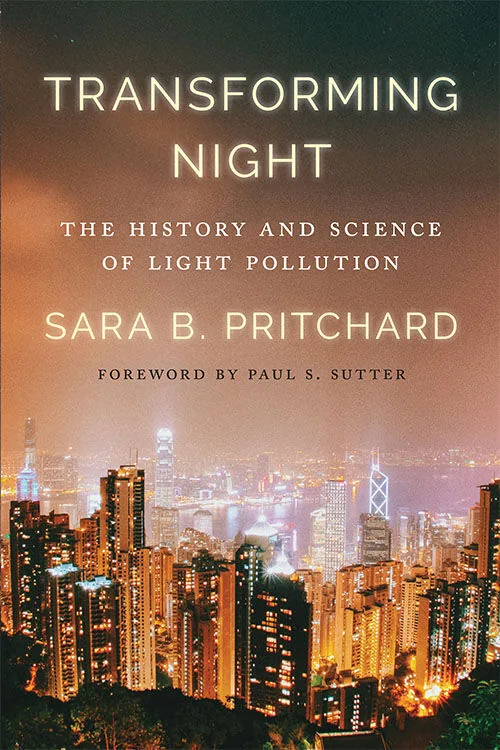 TRANSFORMING
NIGHT
THE HISTORY AND SCIENCE
OF LIGHT POLLUTION
SARA B. PRITCHARD
FOREWORD BY PAUL S. SUTTER